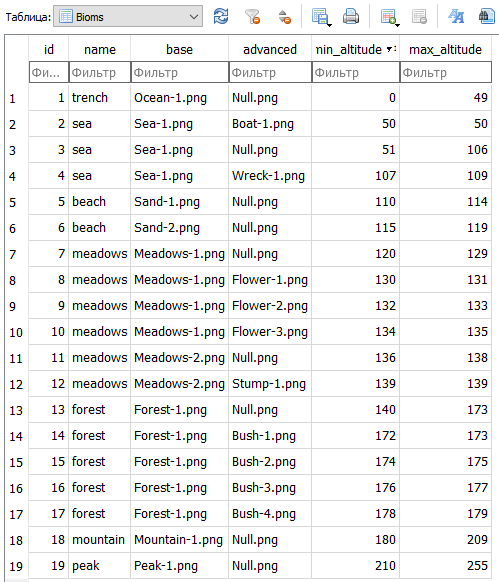 Таблица: Bioms
id name base advanced min_altitude max_altitude
Фи... Фильтр Фильтр Фильтр Фильтр Фильтр
1 1 trench Ocean-1.png Null.png 0 49
2 2 sea Sea-1.png Boat-1.png 50 50
3 3 sea Sea-1.png Null.png 51 106
4 4 sea Sea-1.png Wreck-1.png 107 109
5 5 beach Sand-1.png Null.png 110 114
6 6 beach Sand-2.png Null.png 115 119
7 7 meadows Meadows-1.png Null.png 120 129
8 8 meadows Meadows-1.png Flower-1.png 130 131
9 9 meadows Meadows-1.png Flower-2.png 132 133
10 10 meadows Meadows-1.png Flower-3.png 134 135
11 11 meadows Meadows-2.png Null.png 136 138
12 12 meadows Meadows-2.png Stump-1.png 139 139
13 13 forest Forest-1.png Null.png 140 173
14 14 forest Forest-1.png Bush-1.png 172 173
15 15 forest Forest-1.png Bush-2.png 174 175
16 16 forest Forest-1.png Bush-3.png 176 177
17 17 forest Forest-1.png Bush-4.png 178 179
18 18 mountain Mountain-1.png Null.png 180 209
19 19 peak Peak-1.png Null.png 210 255